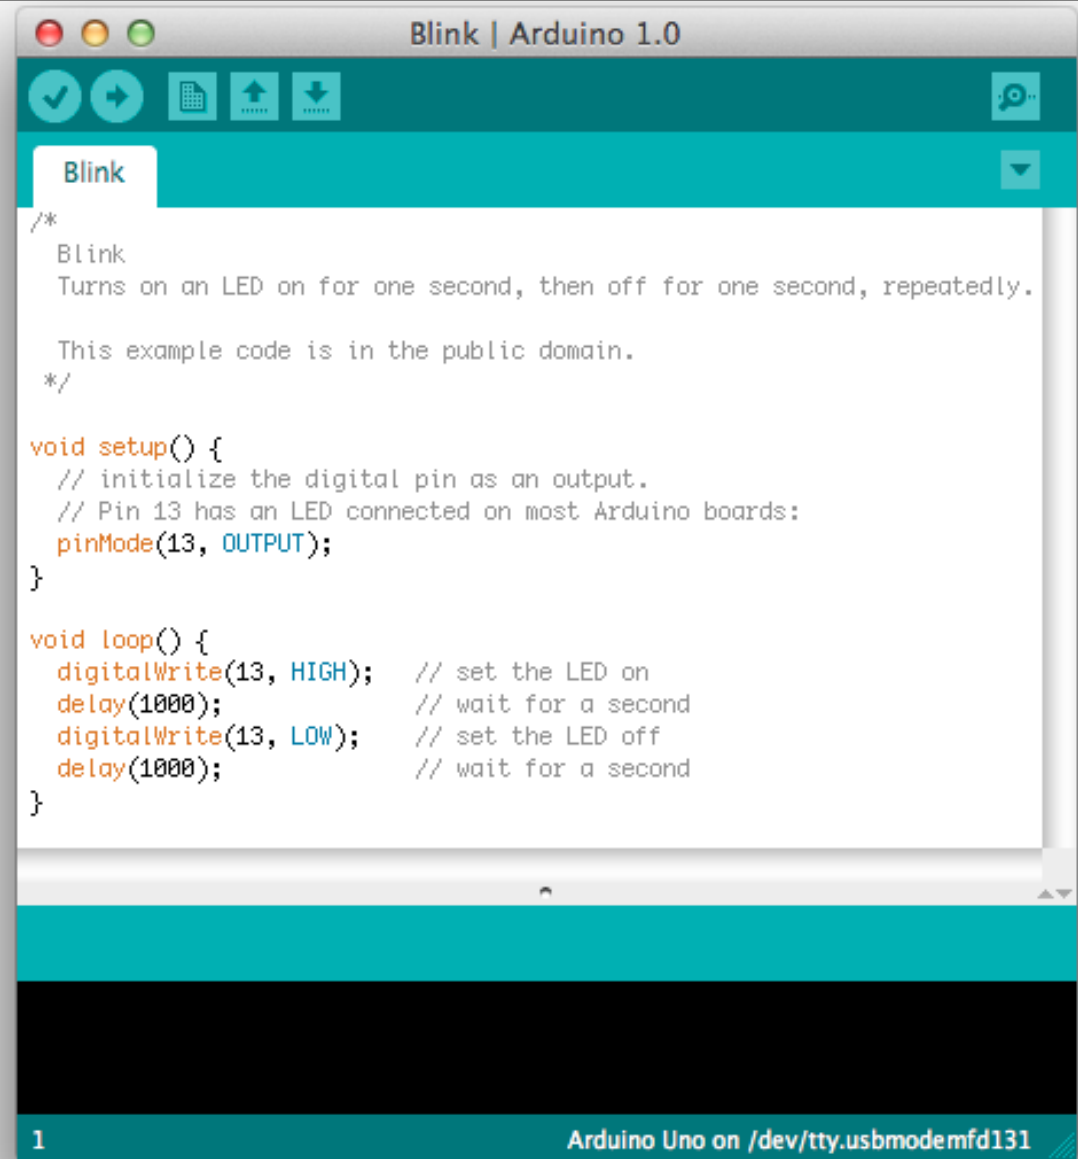 Blink | Arduino 1.0
Blink
/*
  Blink
  Turns on an LED on for one second, then off for one second, repeatedly.

  This example code is in the public domain.
 */

void setup() {
  // initialize the digital pin as an output.
  // Pin 13 has an LED connected on most Arduino boards:
  pinMode(13, OUTPUT);
}

void loop() {
  digitalWrite(13, HIGH);   // set the LED on
  delay(1000);              // wait for a second
  digitalWrite(13, LOW);    // set the LED off
  delay(1000);              // wait for a second
}
1 Arduino Uno on /dev/tty.usbmodemfd131